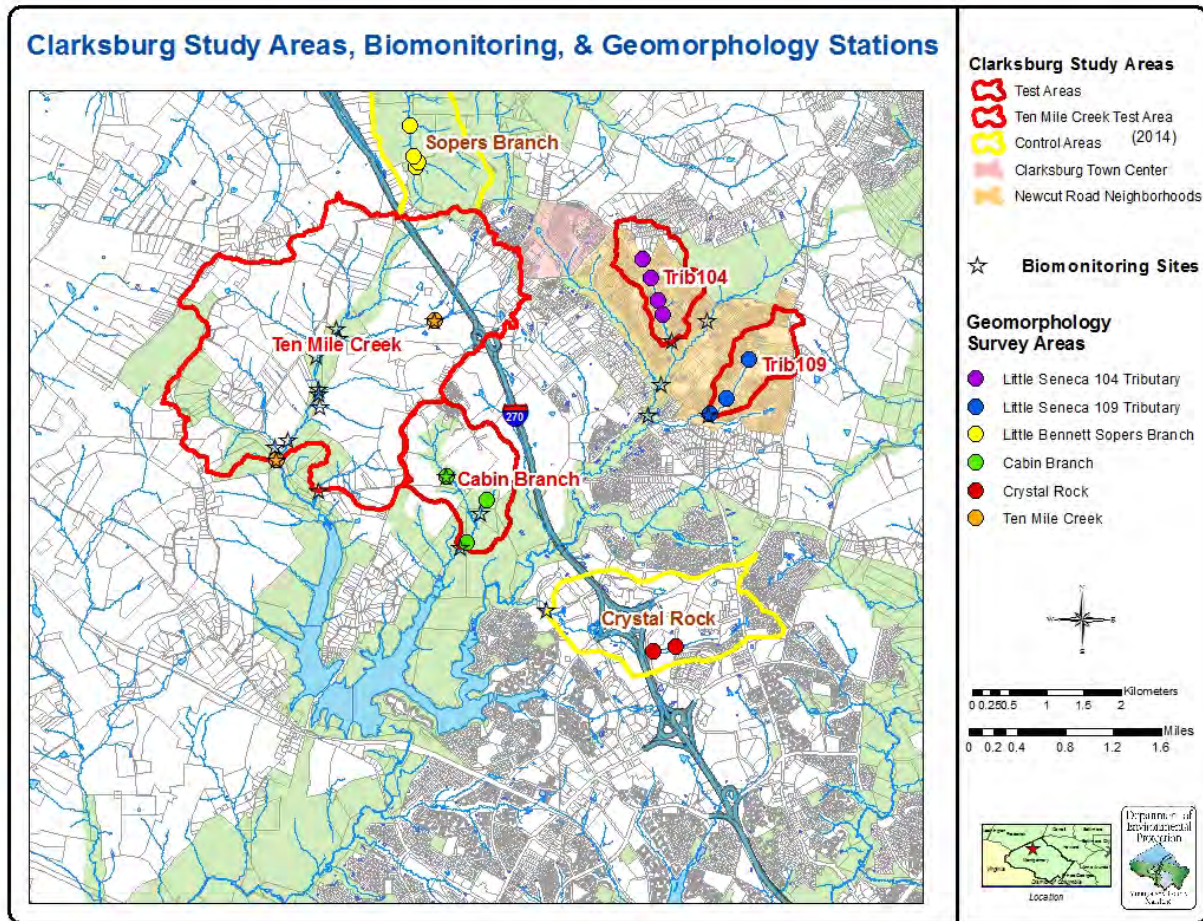 Clarksburg Study Areas, Biomonitoring, & Geomorphology Stations
Sopers Branch
Trib104
Ten Mile Creek
Trib109
270
Cabin Branch
Crystal Rock
Clarksburg Study Areas
Test Areas
Ten Mile Creek Test Area
(2014)
Control Areas
Clarksburg Town Center
Newcut Road Neighborhoods
Biomonitoring Sites
Geomorphology
Survey Areas
Little Seneca 104 Tributary
Little Seneca 109 Tributary
Little Bennett Sopers Branch
Cabin Branch
Crystal Rock
Ten Mile Creek
N
W E
S
Kilometers
0 0.25 0.5 1 1.5 2
Miles
0 0.2 0.4 0.8 1.2 1.6
Virginia
Montgomery
Location
Department of
Environmental
Protection